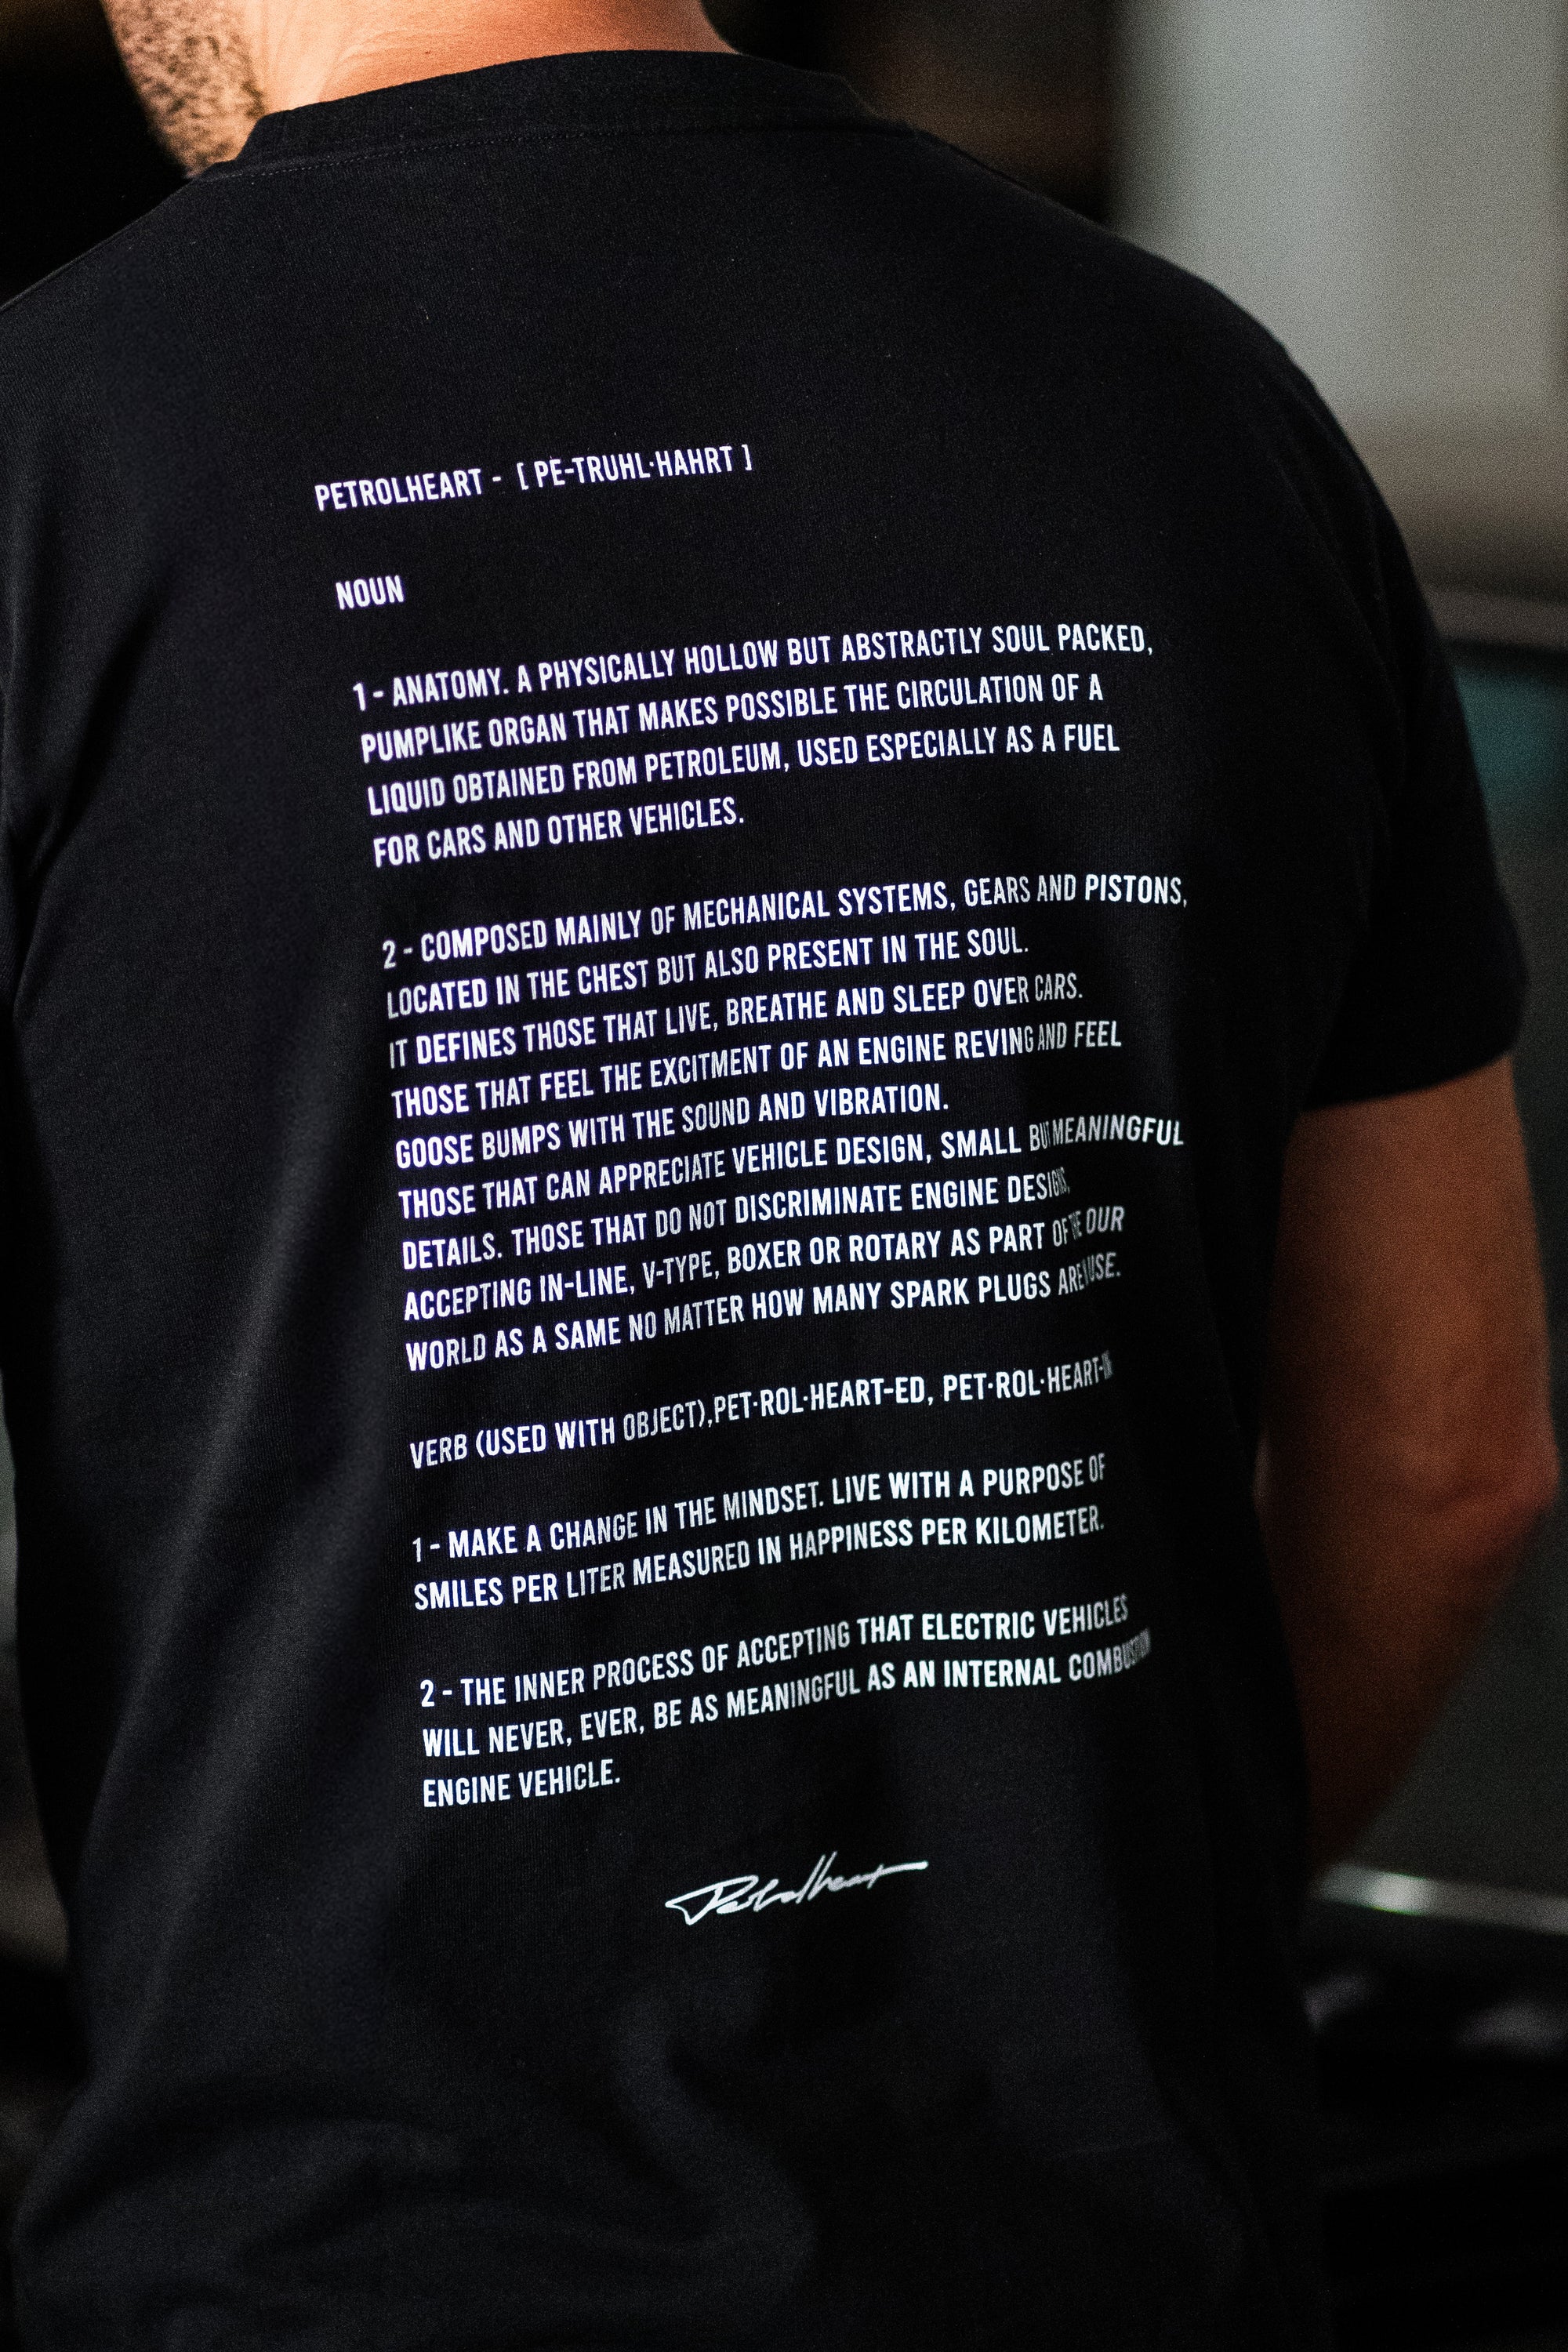 PETROLHEART - [ PE-TRUHL·HAHRT ]
NOUN
1 - ANATOMY. A PHYSICALLY HOLLOW BUT ABSTRACTLY SOUL PACKED,
PUMPLIKE ORGAN THAT MAKES POSSIBLE THE CIRCULATION OF A
LIQUID OBTAINED FROM PETROLEUM, USED ESPECIALLY AS A FUEL
FOR CARS AND OTHER VEHICLES.
2 - COMPOSED MAINLY OF MECHANICAL SYSTEMS, GEARS AND PISTONS,
LOCATED IN THE CHEST BUT ALSO PRESENT IN THE SOUL.
IT DEFINES THOSE THAT LIVE, BREATHE AND SLEEP OVER CARS.
THOSE THAT FEEL THE EXCITMENT OF AN ENGINE REVING AND FEEL
GOOSE BUMPS WITH THE SOUND AND VIBRATION.
THOSE THAT CAN APPRECIATE VEHICLE DESIGN, SMALL BUT MEANINGFUL
DETAILS. THOSE THAT DO NOT DISCRIMINATE ENGINE DESIGNS,
ACCEPTING IN-LINE, V-TYPE, BOXER OR ROTARY AS PART OF THE OUR
WORLD AS A SAME NO MATTER HOW MANY SPARK PLUGS ARE USE.
VERB (USED WITH OBJECT),PET·ROL·HEART-ED, PET·ROL·HEART-
1 - MAKE A CHANGE IN THE MINDSET. LIVE WITH A PURPOSE OF
SMILES PER LITER MEASURED IN HAPPINESS PER KILOMETER.
2 - THE INNER PROCESS OF ACCEPTING THAT ELECTRIC VEHICLES
WILL NEVER, EVER, BE AS MEANINGFUL AS AN INTERNAL COMBUSTION
ENGINE VEHICLE.
Petrolheart